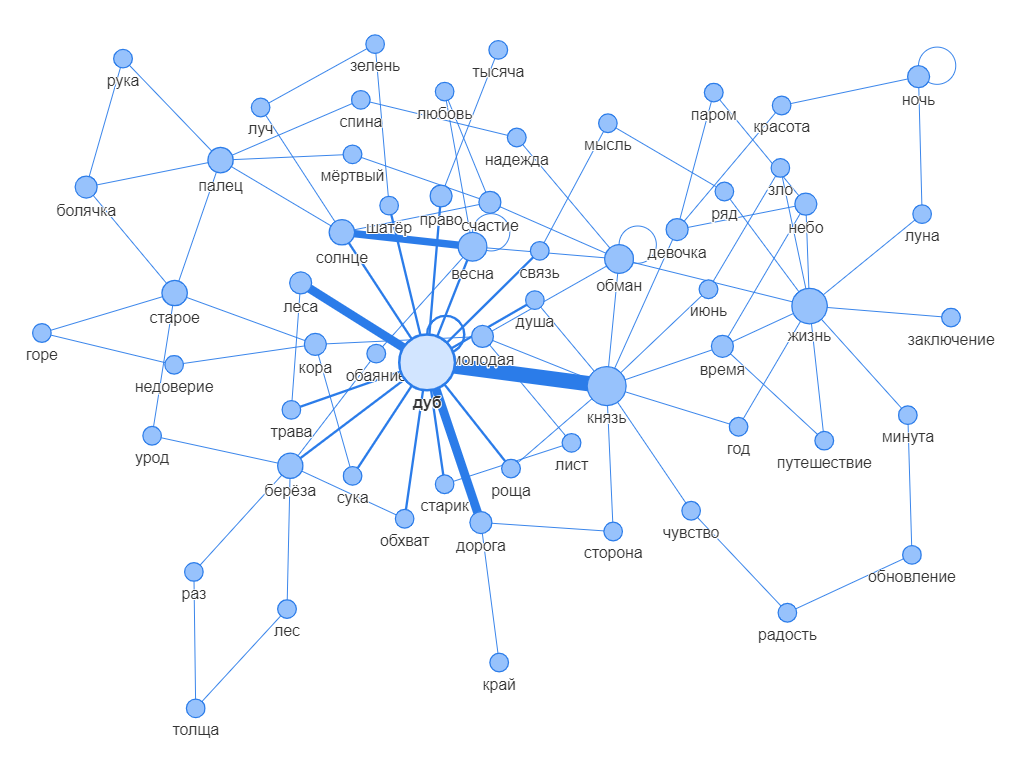 зелень
тысяча
рука
ночь
любовь
паром
спина
красота
луч
мысль
надежда
мёртвый
палец
зло
болячка
ряд
право
счастие
шатёр
небо
луна
девочка
солнце
весна
связь
обман
леса
июнь
старое
душа
жизнь
заключение
горе
молодая
кора
время
обаяние
недоверие
дуб
князь
трава
минута
год
урод
лист
путешествие
берёза
роща
сука
старик
чувство
обхват
дорога
сторона
обновление
раз
лес
радость
край
толща